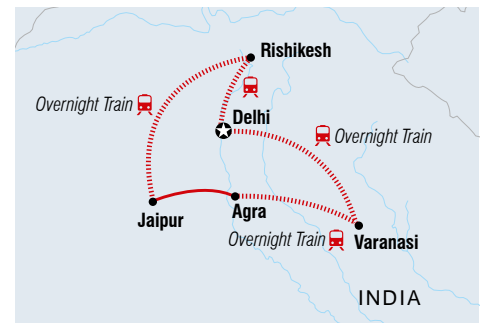 Rishikesh
Overnight Train
Delhi
Overnight Train
Agra
Jaipur
Overnight Train
Varanasi
INDIA